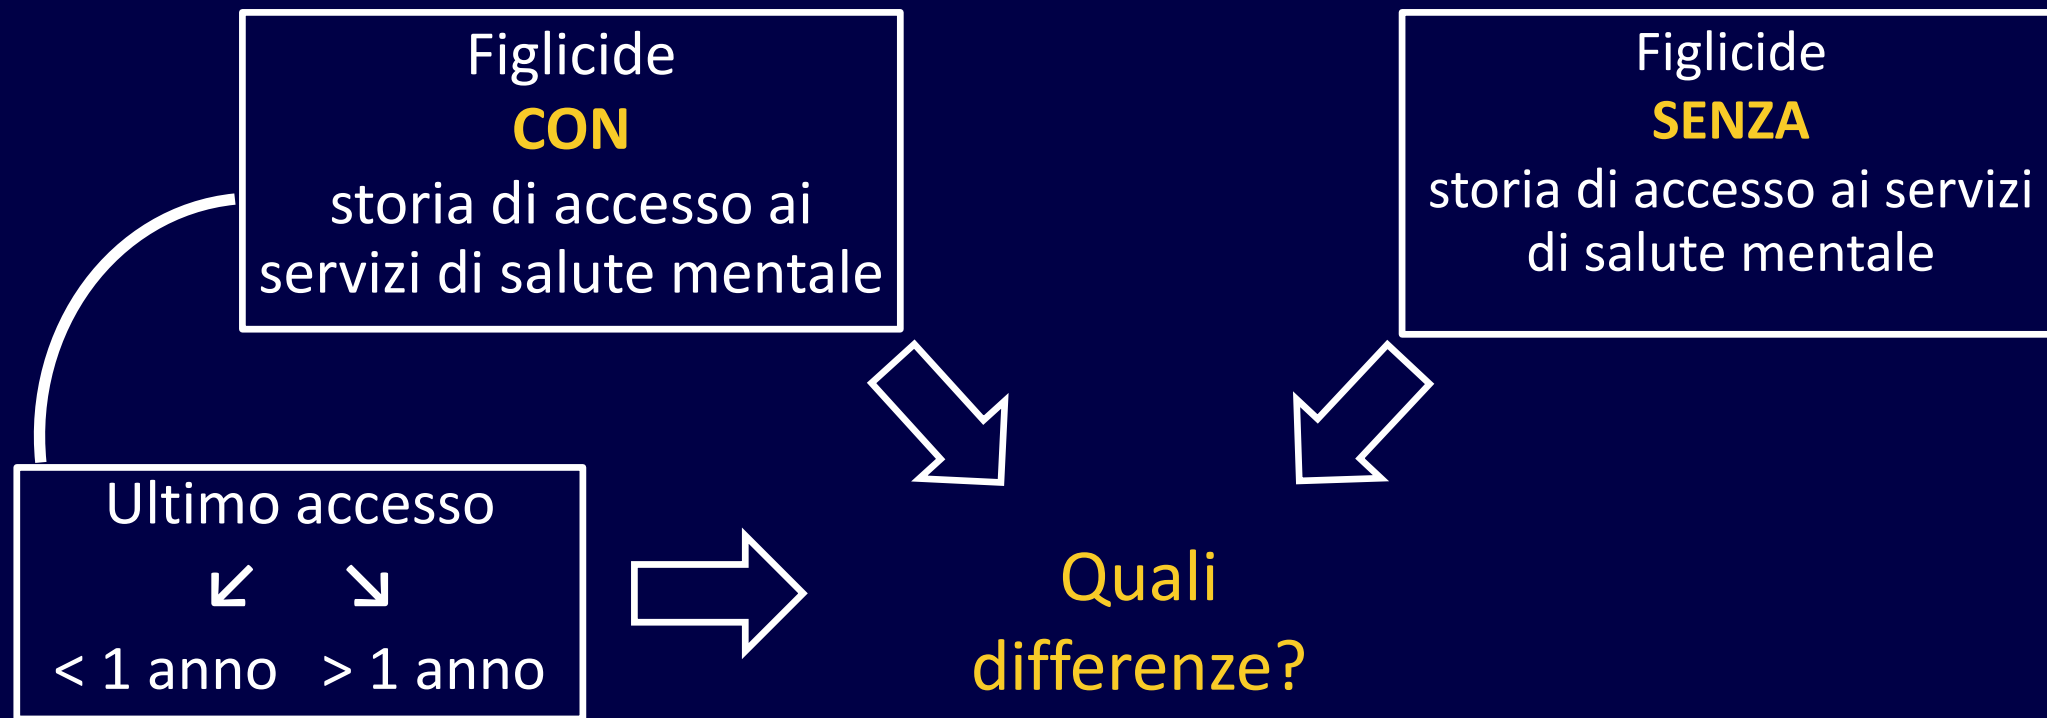 Figlicide
CON
storia di accesso ai
servizi di salute mentale
Figlicide
SENZA
storia di accesso ai servizi
di salute mentale
Ultimo accesso
↙ ↘
< 1 anno > 1 anno
Quali
differenze?